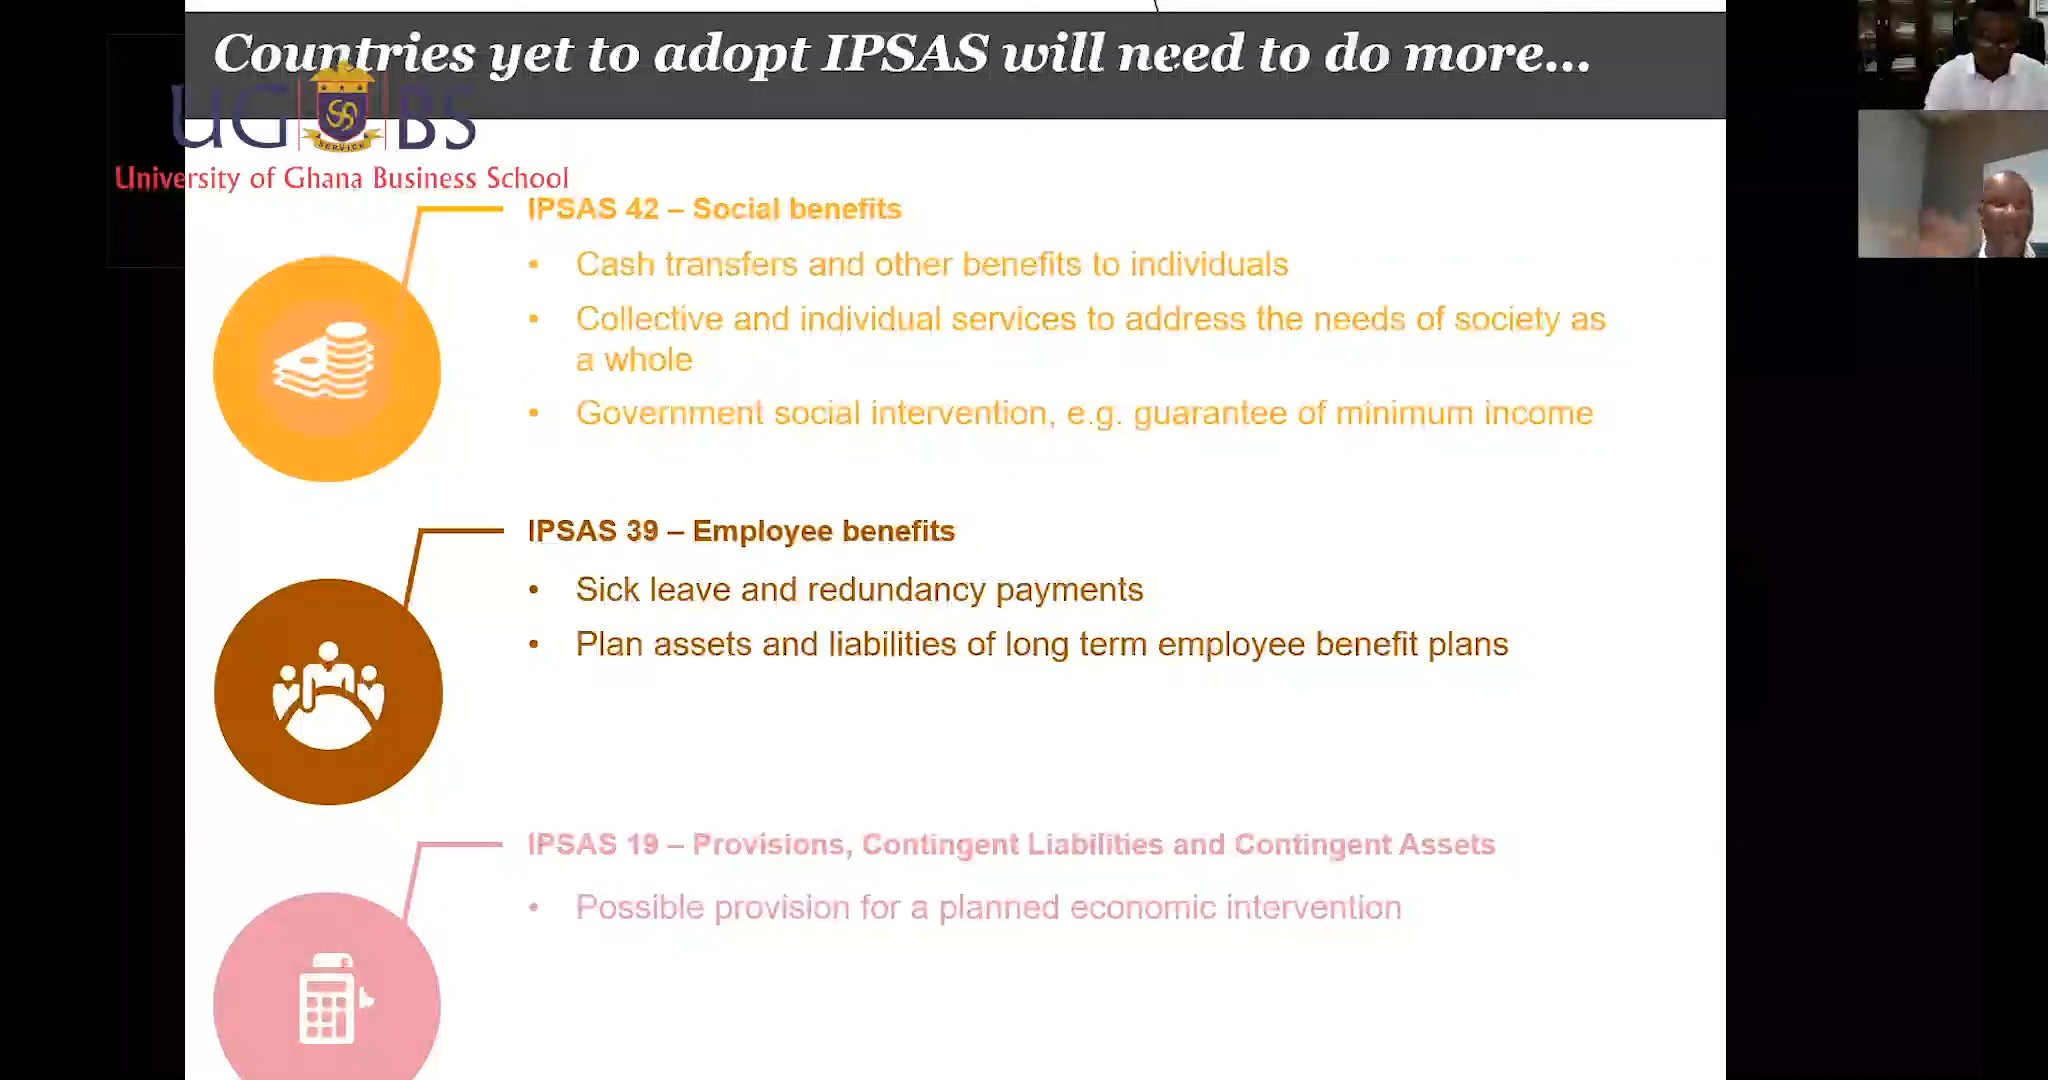 Countries yet to adopt IPSAS will need to do more...
UG BS
SERVICE
University of Ghana Business School
IPSAS 42 – Social benefits
• Cash transfers and other benefits to individuals
• Collective and individual services to address the needs of society as
a whole
• Government social intervention, e.g. guarantee of minimum income
IPSAS 39 – Employee benefits
• Sick leave and redundancy payments
• Plan assets and liabilities of long term employee benefit plans
IPSAS 19 – Provisions, Contingent Liabilities and Contingent Assets
• Possible provision for a planned economic intervention